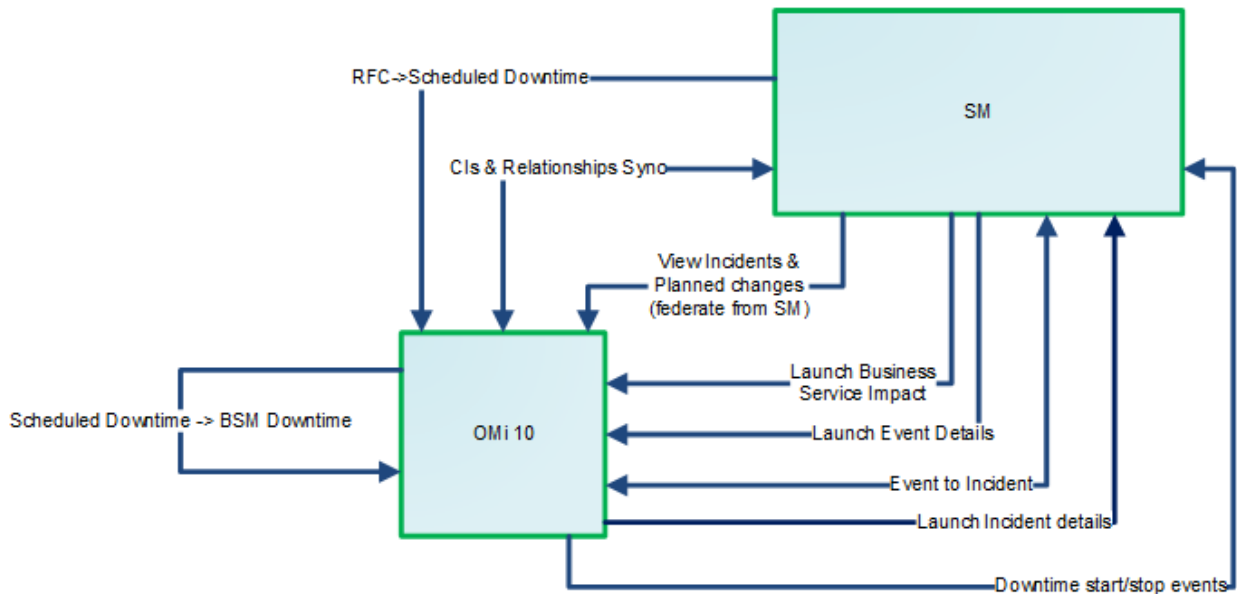 RFC->Scheduled Downtime
SM
CIs & Relationships Sync
View Incidents &
Planned changes
(federate from SM)
Launch Business
Service Impact
Scheduled Downtime -> BSM Downtime
OMi 10
Launch Event Details
Event to Incident
Launch Incident details
Downtime start/stop events